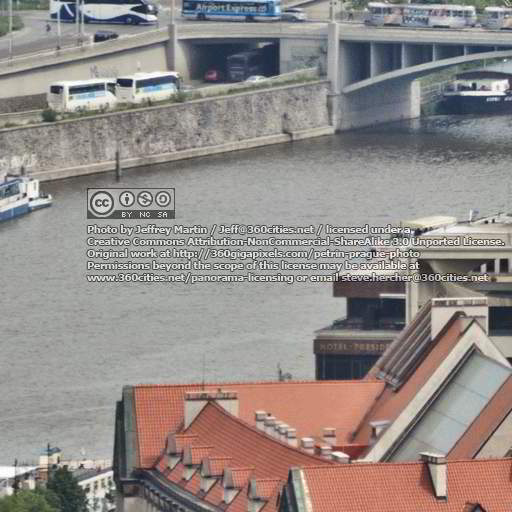 Airport Express
cc BY NC SA
Photo by Jeffrey Martin / Jeff@360cities.net / licensed under a,
Creative Commons Attribution-NonCommercial-ShareAlike 3.0 Unported License.
Original work at http://360gigapixels.com/petrin-prague-photo
Permissions beyond the scope of this license may be available at
www.360cities.net/panorama-licensing or email steve.hercher@360cities.net
HOTEL PRESIDE